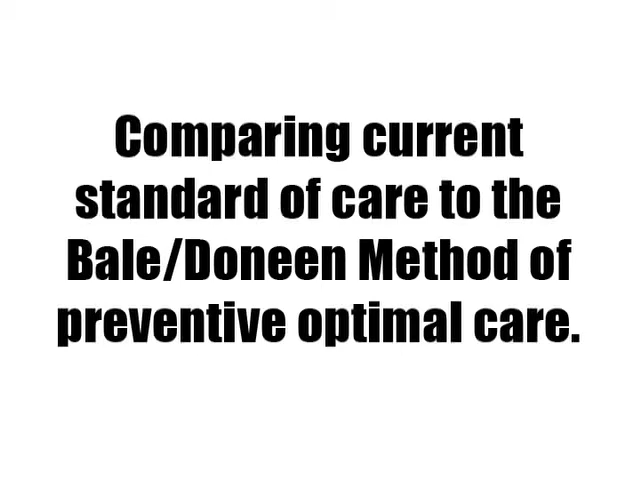 Comparing current
standard of care to the
Bale/Doneen Method of
preventive optimal care.